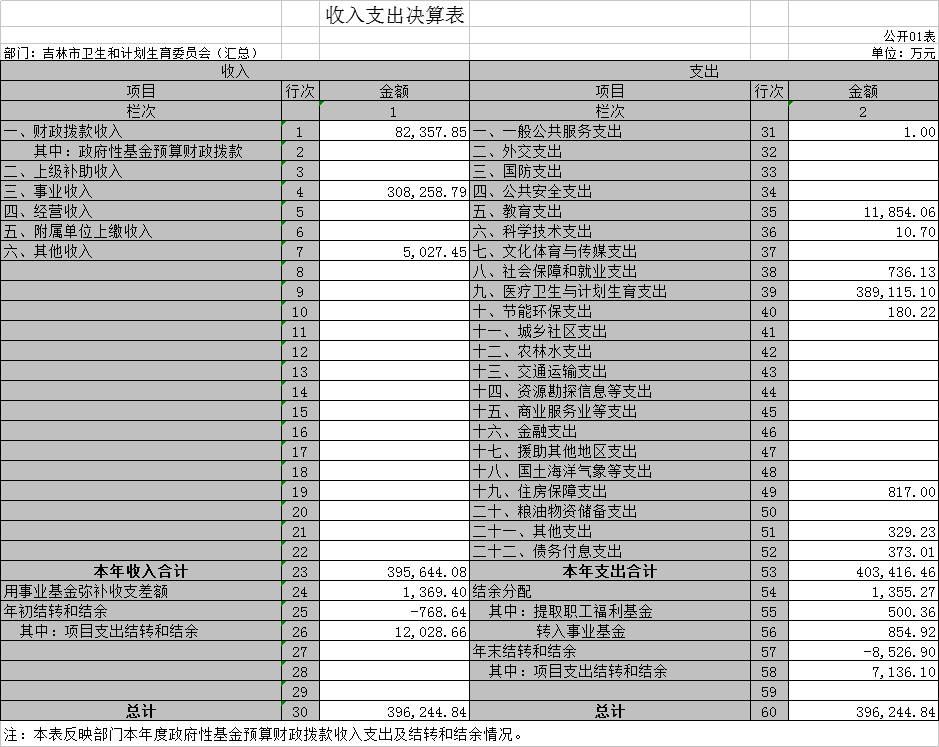 收入支出决算表
公开01表
部门：吉林市卫生和计划生育委员会（汇总） 单位：万元
收入 支出
项目 行次 金额 项目 行次 金额
栏次 1 栏次 2
一、财政拨款收入 1 82,357.85 一、一般公共服务支出 31 1.00
其中：政府性基金预算财政拨款 2 二、外交支出 32
二、上级补助收入 3 三、国防支出 33
三、事业收入 4 308,258.79 四、公共安全支出 34
四、经营收入 5 五、教育支出 35 11,854.06
五、附属单位上缴收入 6 六、科学技术支出 36 10.70
六、其他收入 7 5,027.45 七、文化体育与传媒支出 37
8 八、社会保障和就业支出 38 736.13
9 九、医疗卫生与计划生育支出 39 389,115.10
10 十、节能环保支出 40 180.22
11 十一、城乡社区支出 41
12 十二、农林水支出 42
13 十三、交通运输支出 43
14 十四、资源勘探信息等支出 44
15 十五、商业服务业等支出 45
16 十六、金融支出 46
17 十七、援助其他地区支出 47
18 十八、国土海洋气象等支出 48
19 十九、住房保障支出 49 817.00
20 二十、粮油物资储备支出 50
21 二十一、其他支出 51 329.23
22 二十二、债务付息支出 52 373.01
本年收入合计 23 395,644.08 本年支出合计 53 403,416.46
用事业基金弥补收支差额 24 1,369.40 结余分配 54 1,355.27
年初结转和结余 25 -768.64 其中：提取职工福利基金 55 500.36
其中：项目支出结转和结余 26 12,028.66 转入事业基金 56 854.92
27 年末结转和结余 57 -8,526.90
28 其中：项目支出结转和结余 58 7,136.10
29 59
总计 30 396,244.84 总计 60 396,244.84
注：本表反映部门本年度政府性基金预算财政拨款收入支出及结转和结余情况。